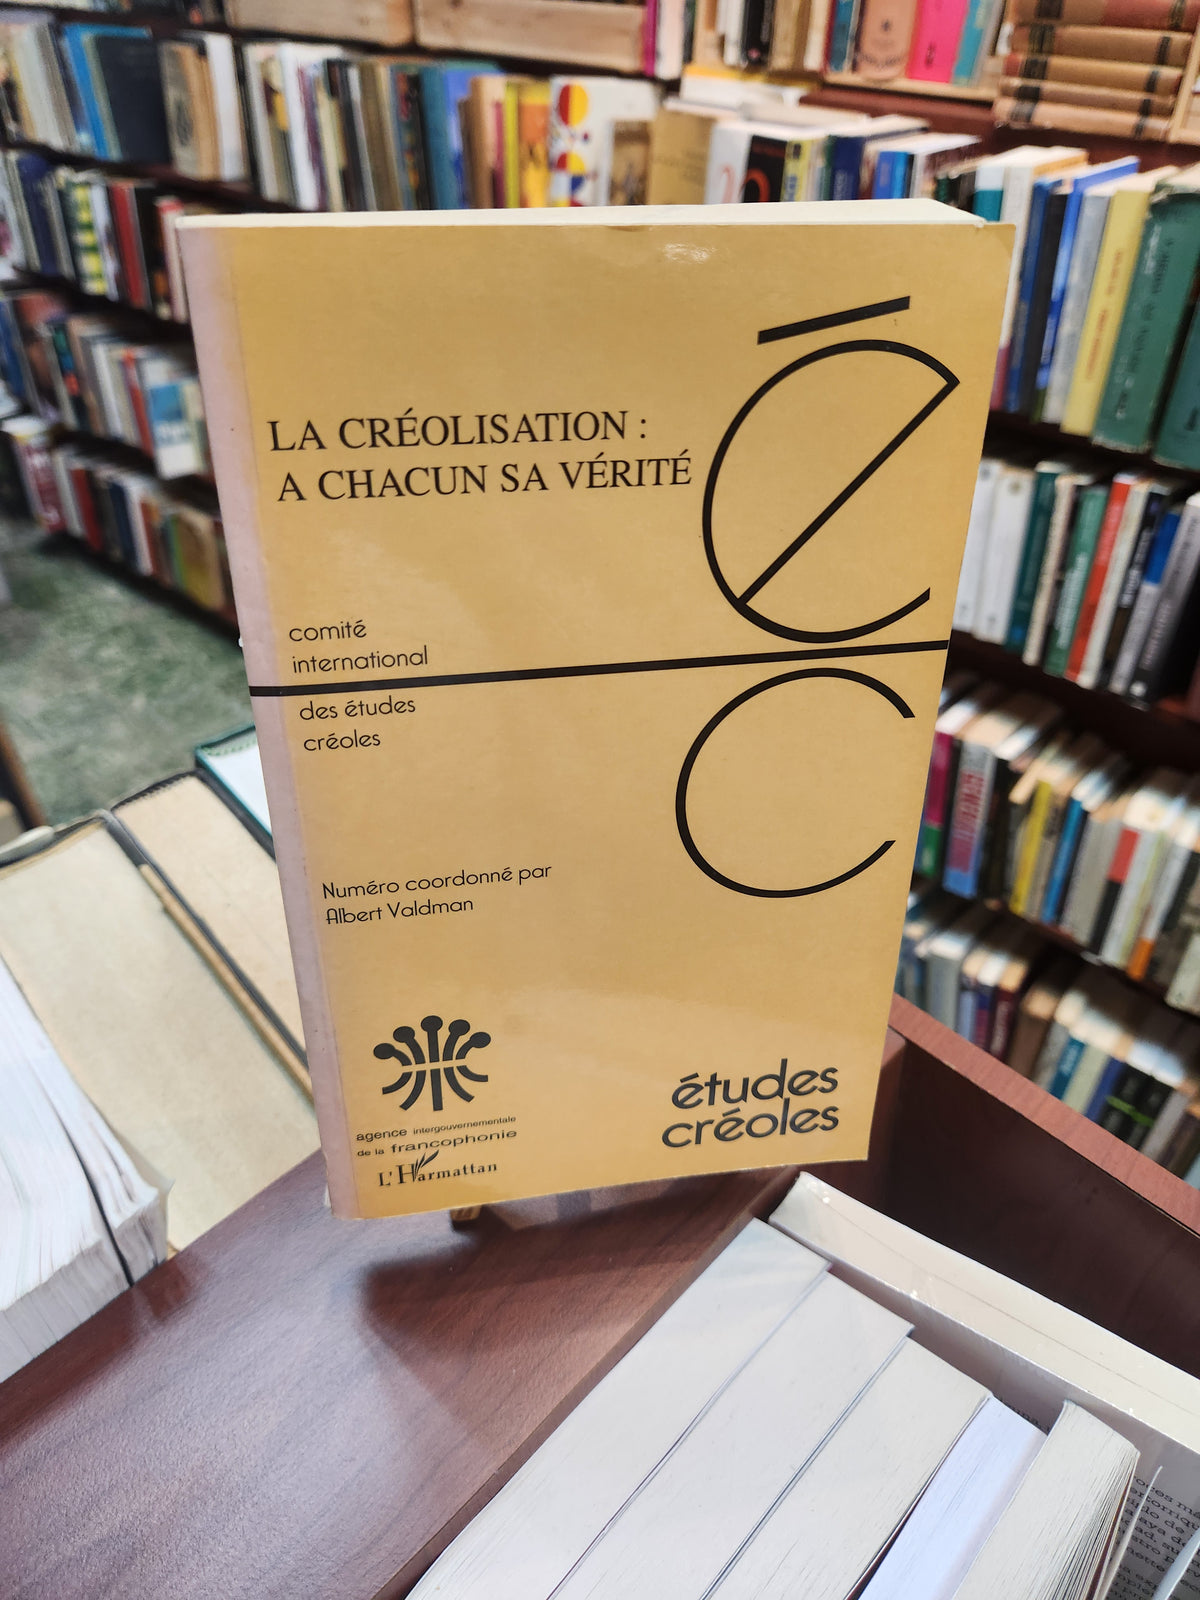 LA CRÉOLISATION :
A CHACUN SA VÉRITÉ
é
c
comité
international
des études
créoles
Numéro coordonné par
Albert Valdman
agence intergouvernementale
de la francophonie
L'Harmattan
études
créoles